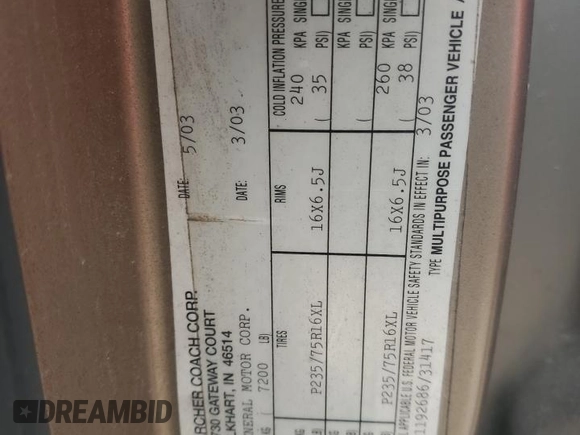 RCHER COACH CORP. DATE: 5/03
730 GATEWAY COURT
LKHART, IN 46514
ENERAL MOTOR CORP. DATE: 3/03
7200 LB)
TIRES RIMS COLD INFLATION PRESSURE
240 KPA SING
P235/75R16XL 16X6.5J ( 35 PSI)
KPA SINGL
( PSI)
260 KPA SING
P235/75R16XL 16X6.5J ( 38 PSI)
APPLICABLE U.S. FEDERAL MOTOR VEHICLE SAFETY STANDARDS IN EFFECT IN: 3/03
1192686/31417 TYPE MULTIPURPOSE PASSENGER VEHICLE
DREAMBID